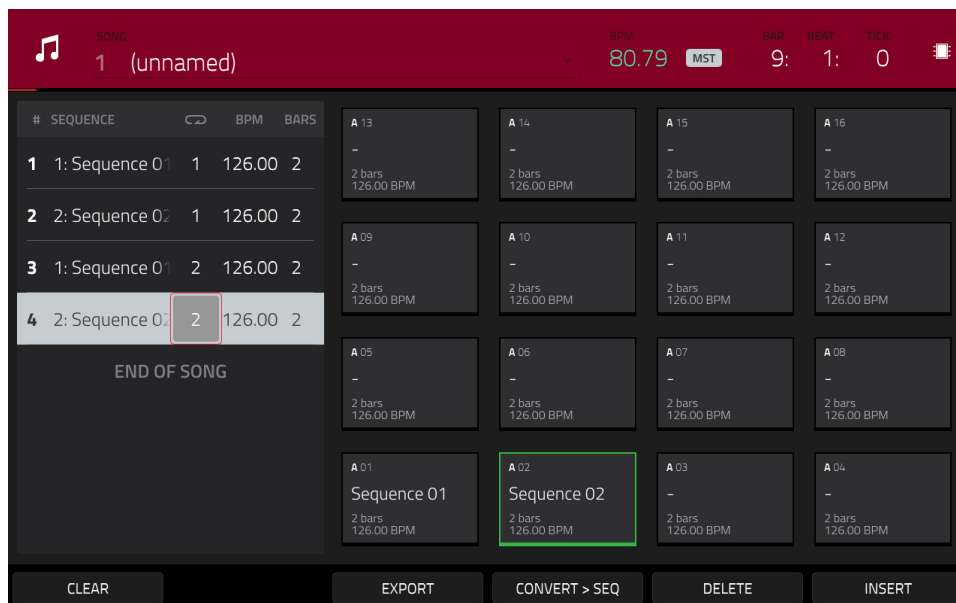 SONG
1 (unnamed)
BPM
80.79 MST
BAR BEAT TICK
9: 1: 0
# SEQUENCE BPM BARS
1 1: Sequence 01 1 126.00 2
2 2: Sequence 02 1 126.00 2
3 1: Sequence 01 2 126.00 2
4 2: Sequence 02 2 126.00 2
END OF SONG
A 13
-
2 bars
126.00 BPM
A 14
-
2 bars
126.00 BPM
A 15
-
2 bars
126.00 BPM
A 16
-
2 bars
126.00 BPM
A 09
-
2 bars
126.00 BPM
A 10
-
2 bars
126.00 BPM
A 11
-
2 bars
126.00 BPM
A 12
-
2 bars
126.00 BPM
A 05
-
2 bars
126.00 BPM
A 06
-
2 bars
126.00 BPM
A 07
-
2 bars
126.00 BPM
A 08
-
2 bars
126.00 BPM
A 01
Sequence 01
2 bars
126.00 BPM
A 02
Sequence 02
2 bars
126.00 BPM
A 03
-
2 bars
126.00 BPM
A 04
-
2 bars
126.00 BPM
CLEAR
EXPORT
CONVERT > SEQ
DELETE
INSERT